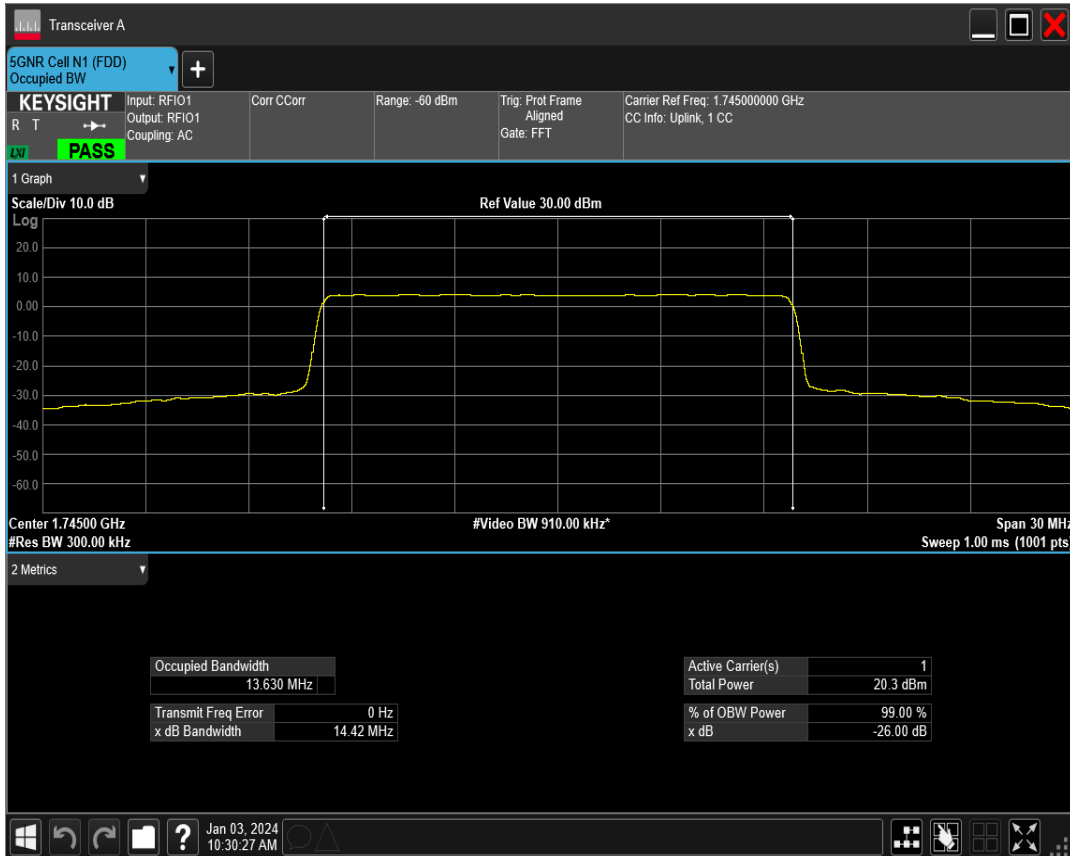 Transceiver A
5GNR Cell N1 (FDD)
Occupied BW
+
KEYSIGHT
R T
LXI
PASS
Input: RFIO1
Output: RFIO1
Coupling: AC
Corr CCorr
Range: -60 dBm
Trig: Prot Frame
Aligned
Gate: FFT
Carrier Ref Freq: 1.745000000 GHz
CC Info: Uplink, 1 CC
1 Graph
Scale/Div 10.0 dB
Ref Value 30.00 dBm
Log
20.0
10.0
0.00
-10.0
-20.0
-30.0
-40.0
-50.0
-60.0
Center 1.74500 GHz
#Video BW 910.00 kHz*
Span 30 MHz
#Res BW 300.00 kHz
Sweep 1.00 ms (1001 pts)
2 Metrics
Occupied Bandwidth
13.630 MHz
Transmit Freq Error 0 Hz
x dB Bandwidth 14.42 MHz
Active Carrier(s) 1
Total Power 20.3 dBm
% of OBW Power 99.00 %
x dB -26.00 dB
?
Jan 03, 2024
10:30:27 AM